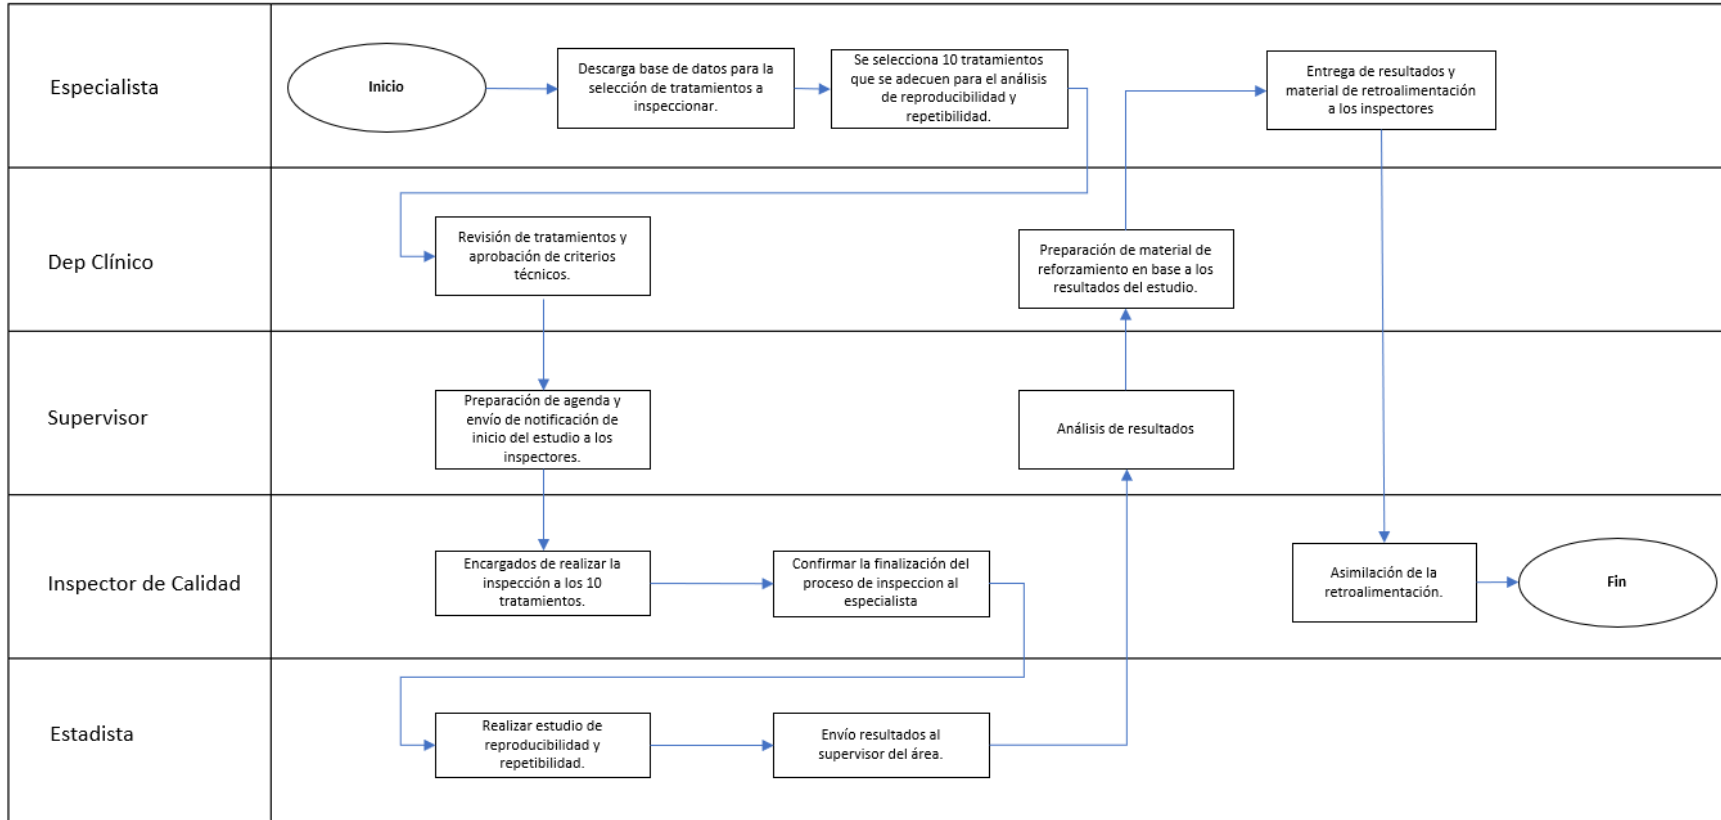 Especialista
Inicio
Descarga base de datos para la
selección de tratamientos a
inspeccionar.
Se selecciona 10 tratamientos
que se adecuen para el análisis
de reproducibilidad y
repetibilidad.
Entrega de resultados y
material de retroalimentación
a los inspectores
Dep Clínico
Revisión de tratamientos y
aprobación de criterios
técnicos.
Preparación de material de
reforzamiento en base a los
resultados del estudio.
Supervisor
Preparación de agenda y
envío de notificación de
inicio del estudio a los
inspectores.
Análisis de resultados
Inspector de Calidad
Encargados de realizar la
inspección a los 10
tratamientos.
Confirmar la finalización del
proceso de inspeccion al
especialista
Asimilación de la
retroalimentación.
Fin
Estadista
Realizar estudio de
reproducibilidad y
repetibilidad.
Envío resultados al
supervisor del área.